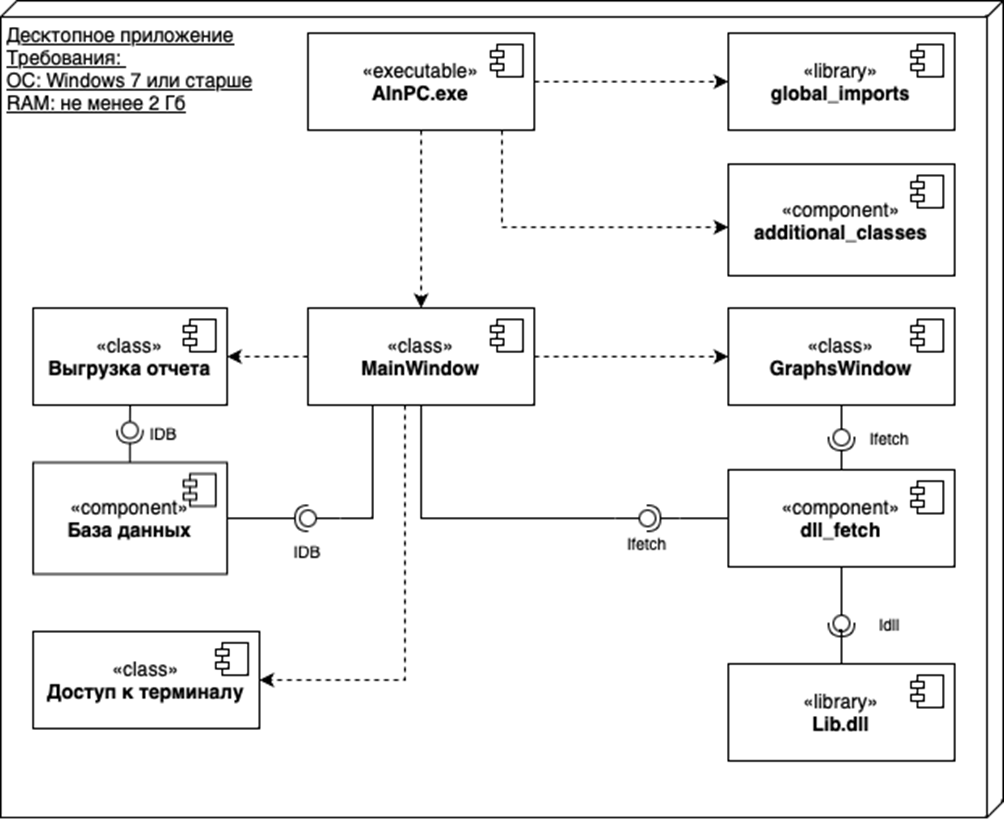 Десктопное приложение
Требования:
ОС: Windows 7 или старше
RAM: не менее 2 Гб
«executable»
AInPC.exe
«library»
global_imports
«component»
additional_classes
«class»
Выгрузка отчета
«class»
MainWindow
«class»
GraphsWindow
IDB
Ifetch
«component»
База данных
IDB
Ifetch
«component»
dll_fetch
Idll
«class»
Доступ к терминалу
«library»
Lib.dll